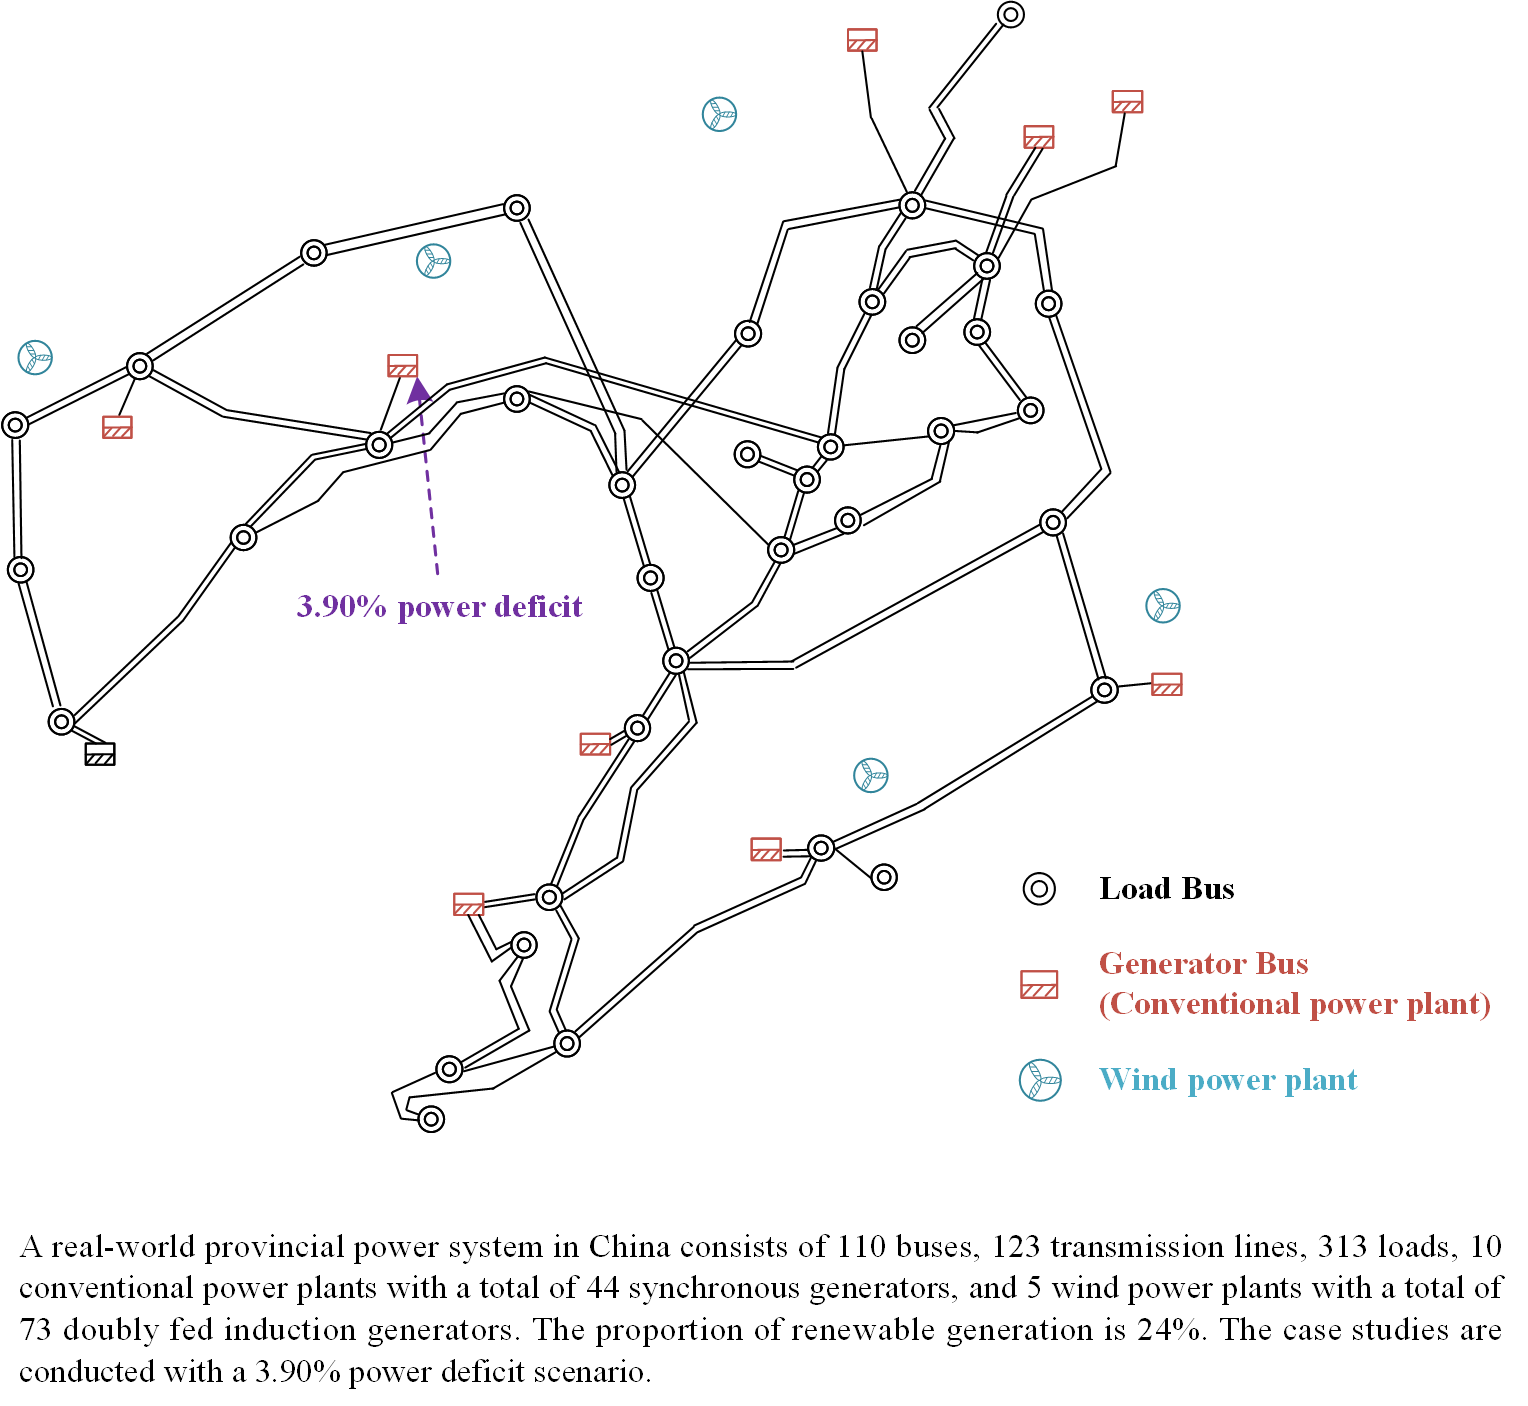 3.90% power deficit
Load Bus
Generator Bus
(Conventional power plant)
Wind power plant
A real-world provincial power system in China consists of 110 buses, 123 transmission lines, 313 loads, 10
conventional power plants with a total of 44 synchronous generators, and 5 wind power plants with a total of
73 doubly fed induction generators. The proportion of renewable generation is 24%. The case studies are
conducted with a 3.90% power deficit scenario.